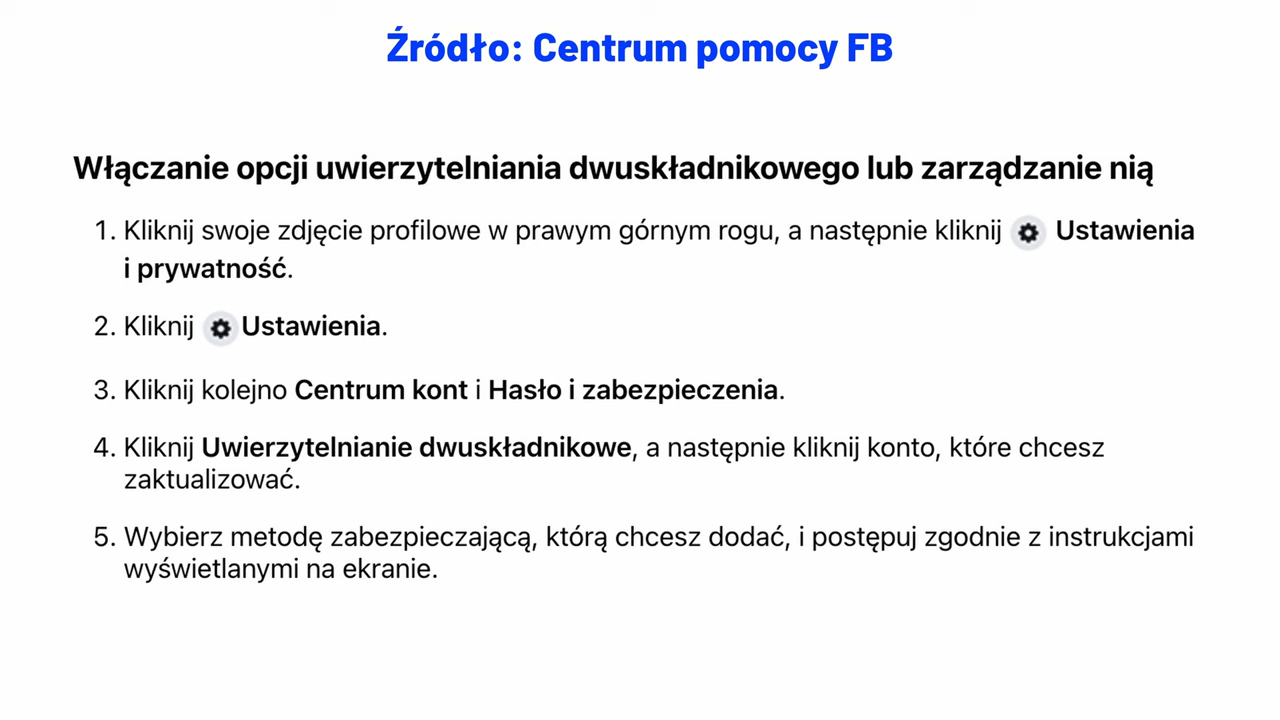 Źródło: Centrum pomocy FB
Włączanie opcji uwierzytelniania dwuskładnikowego lub zarządzanie nią
1. Kliknij swoje zdjęcie profilowe w prawym górnym rogu, a następnie kliknij Ustawienia
i prywatność.
2. Kliknij Ustawienia.
3. Kliknij kolejno Centrum kont i Hasło i zabezpieczenia.
4. Kliknij Uwierzytelnianie dwuskładnikowe, a następnie kliknij konto, które chcesz
zaktualizować.
5. Wybierz metodę zabezpieczającą, którą chcesz dodać, i postępuj zgodnie z instrukcjami
wyświetlanymi na ekranie.